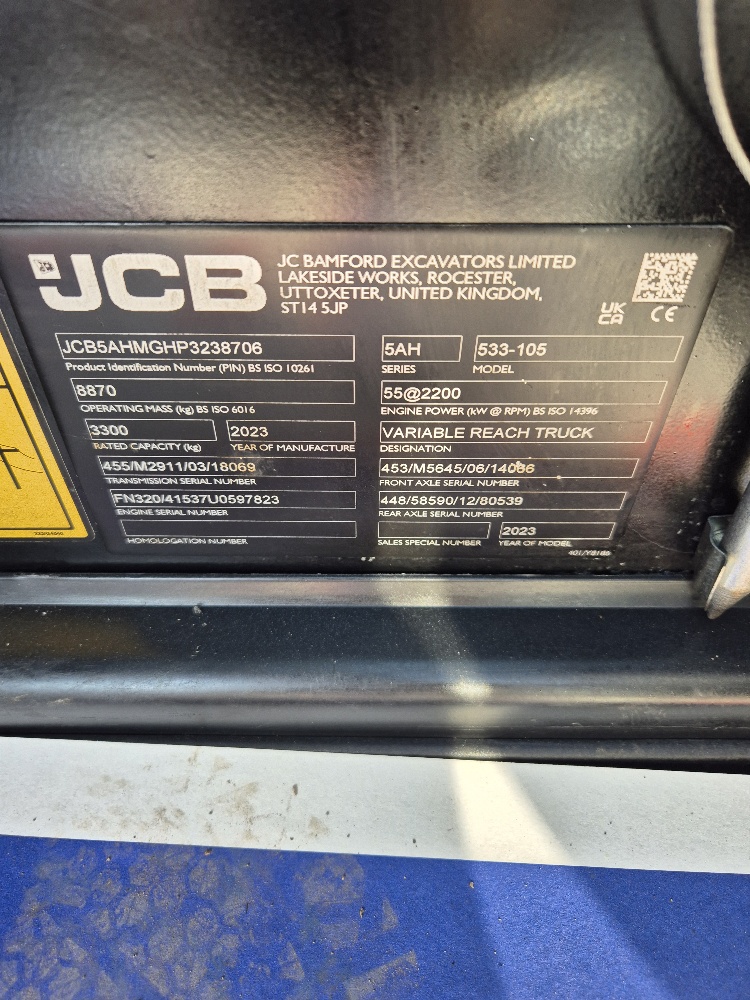 JCB
JC BAMFORD EXCAVATORS LIMITED
LAKESIDE WORKS, ROCESTER,
UTTOXETER, UNITED KINGDOM,
ST14 5JP
UK
CA
CE
JCB5AHMGHP3238706
Product Identification Number (PIN) BS ISO 10261
5AH
SERIES
533-105
MODEL
8870
OPERATING MASS (kg) BS ISO 6016
55@2200
ENGINE POWER (kW @ RPM) BS ISO 14396
3300
RATED CAPACITY (kg)
2023
YEAR OF MANUFACTURE
VARIABLE REACH TRUCK
DESIGNATION
455/M2911/03/18069
TRANSMISSION SERIAL NUMBER
453/M5645/06/14086
FRONT AXLE SERIAL NUMBER
FN320/41537U0597823
ENGINE SERIAL NUMBER
448/58590/12/80539
REAR AXLE SERIAL NUMBER
HOMOLOGATION NUMBER
SALES SPECIAL NUMBER
2023
YEAR OF MODEL
401/Y8186